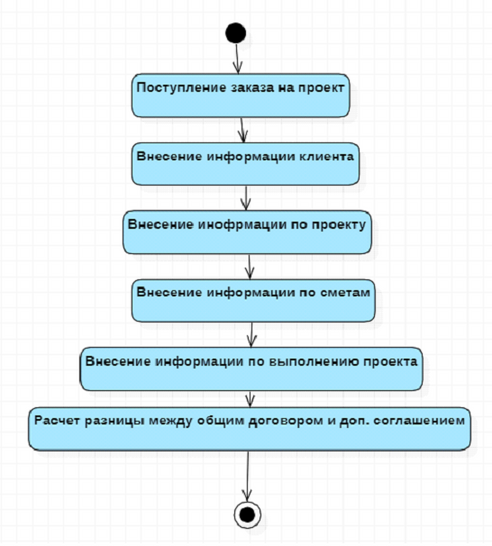 Поступление заказа на проект
Внесение информации клиента
Внесение инофрмации по проекту
Внесение информации по сметам
Внесение информации по выполнению проекта
Расчет разницы между общим договором и доп. соглашением